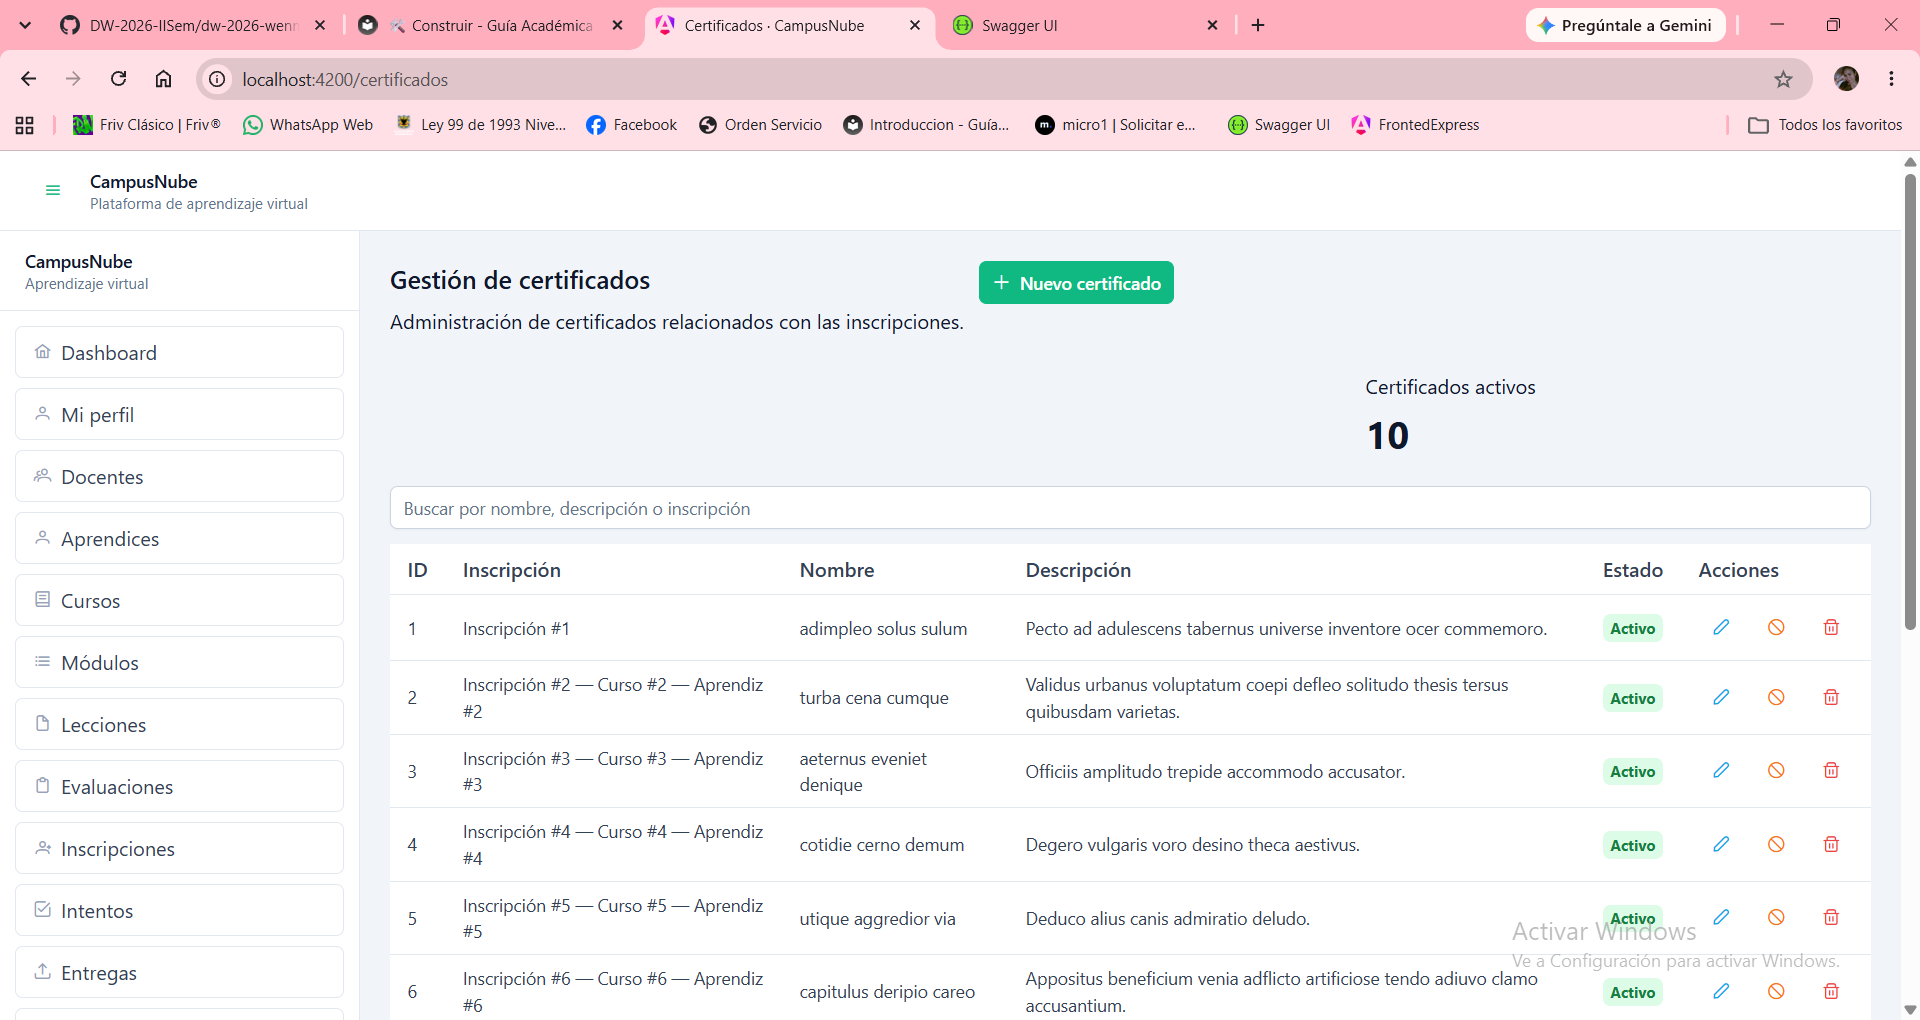 DW-2026-IISem/dw-2026-wenn
Construir - Guía Académica
Certificados · CampusNube
Swagger UI
Pregúntale a Gemini
localhost:4200/certificados
Friv Clásico | Friv®
WhatsApp Web
Ley 99 de 1993 Nive...
Facebook
Orden Servicio
Introduccion - Guía...
m.
micro1 | Solicitar e...
Swagger UI
FrontedExpress
Todos los favoritos
CampusNube
Plataforma de aprendizaje virtual
CampusNube
Aprendizaje virtual
Dashboard
Mi perfil
Docentes
Aprendices
Cursos
Módulos
Lecciones
Evaluaciones
Inscripciones
Intentos
Entregas
Gestión de certificados
+ Nuevo certificado
Administración de certificados relacionados con las inscripciones.
Certificados activos
10
Buscar por nombre, descripción o inscripción
ID Inscripción Nombre Descripción Estado Acciones
1 Inscripción #1 adimpleo solus sulum Pecto ad adulescens tabernus universe inventore ocer commemoro. Activo
Inscripción #2 — Curso #2 — Aprendiz
#2
2
turba cena cumque
Validus urbanus voluptatum coepi defleo solitudo thesis tersus
quibusdam varietas.
Activo
Inscripción #3 — Curso #3 — Aprendiz
#3
3
aeternus eveniet
denique
Officiis amplitudo trepide accommodo accusator.
Activo
Inscripción #4 — Curso #4 — Aprendiz
#4
4
cotidie cerno demum
Degero vulgaris voro desino theca aestivus.
Activo
Inscripción #5 — Curso #5 — Aprendiz
#5
5
utique aggredior via
Deduco alius canis admiratio deludo.
Activo
Inscripción #6 — Curso #6 — Aprendiz
#6
6
capitulus deripio careo
Appositus beneficium venia adflicto artificiose tendo adiuvo clamo
accusantium.
Activo
Activar Windows
Ve a Configuración para activar Windows.